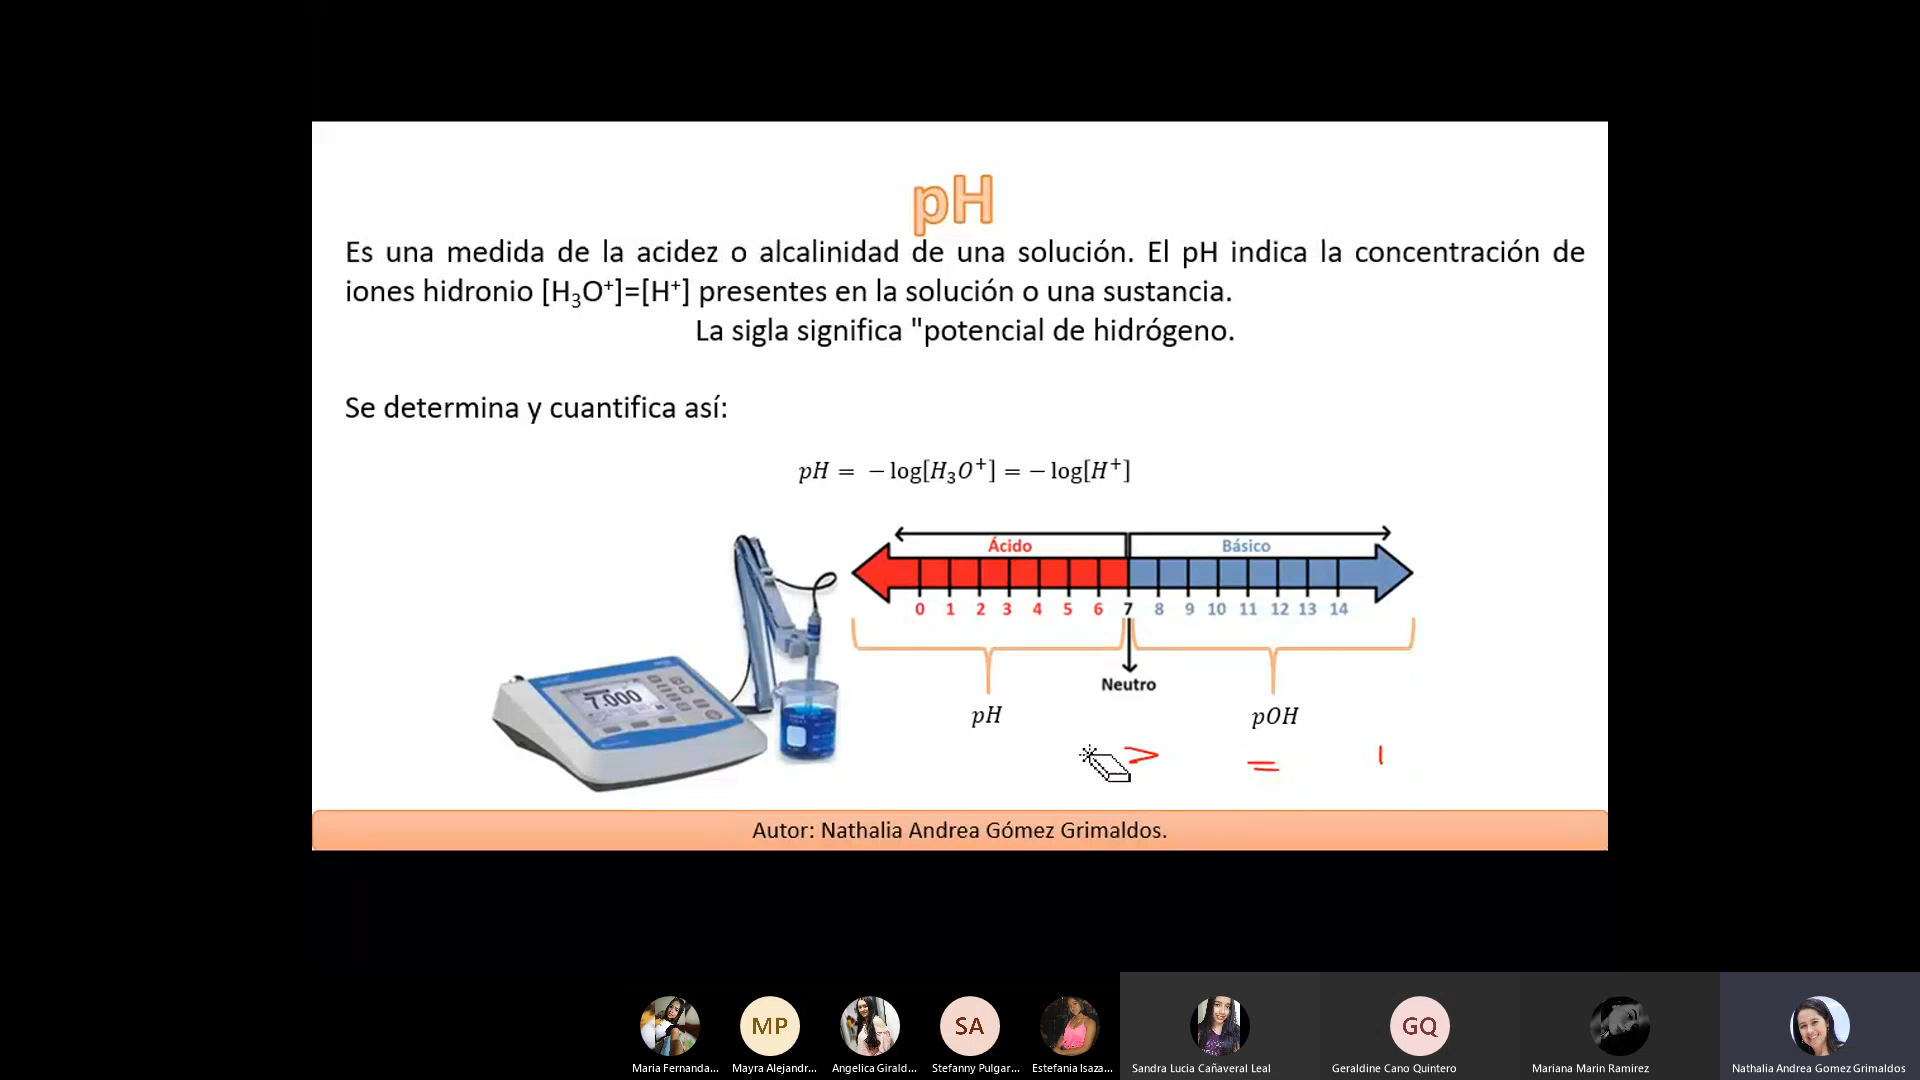 pH
Es una medida de la acidez o alcalinidad de una solución. El pH indica la concentración de
iones hidronio [H₃O⁺]=[H⁺] presentes en la solución o una sustancia.
La sigla significa "potencial de hidrógeno.
Se determina y cuantifica así:
pH = − log[H₃O⁺] = − log[H⁺]
Ácido Básico
0 1 2 3 4 5 6 7 8 9 10 11 12 13 14
Neutro
7.000
pH pOH
> =
Autor: Nathalia Andrea Gómez Grimaldos.
MP SA GQ
Maria Fernanda... Mayra Alejandr... Angelica Girald... Stefanny Pulgar... Estefania Isaza... Sandra Lucia Cañaveral Leal Geraldine Cano Quintero Mariana Marin Ramirez Nathalia Andrea Gomez Grimaldos